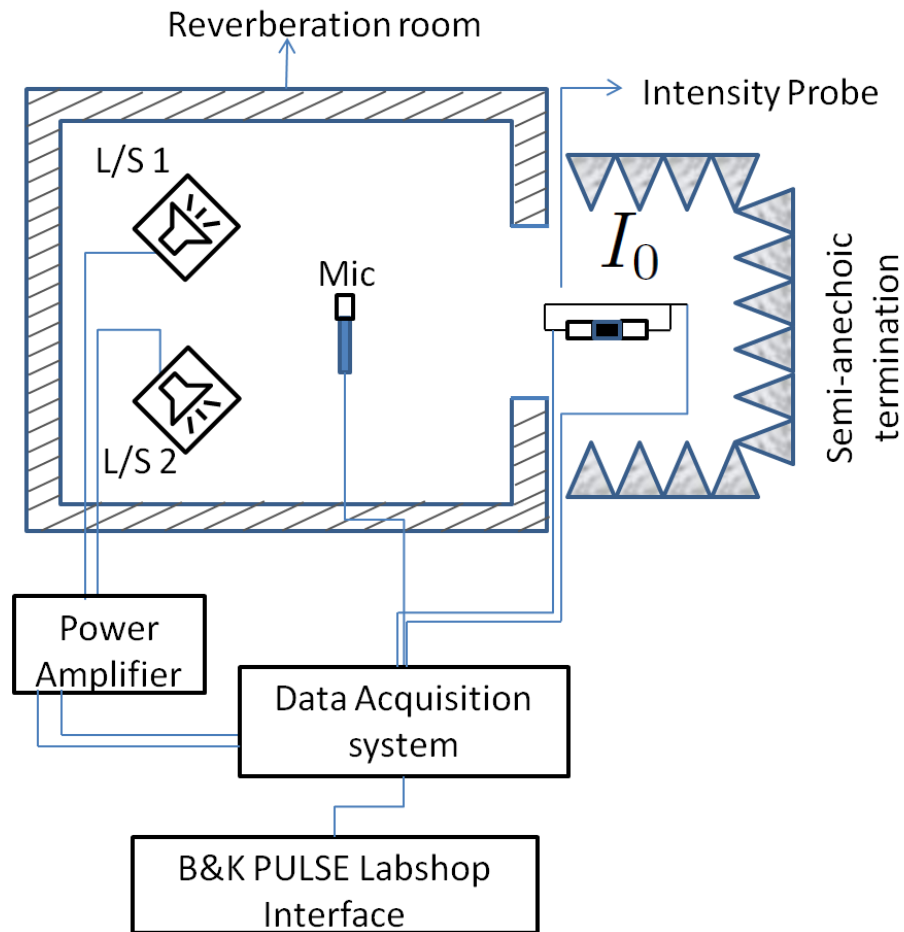 Reverberation room
Intensity Probe
L/S 1
I₀
Mic
Semi-anechoic
termination
L/S 2
Power
Amplifier
Data Acquisition
system
B&K PULSE Labshop
Interface